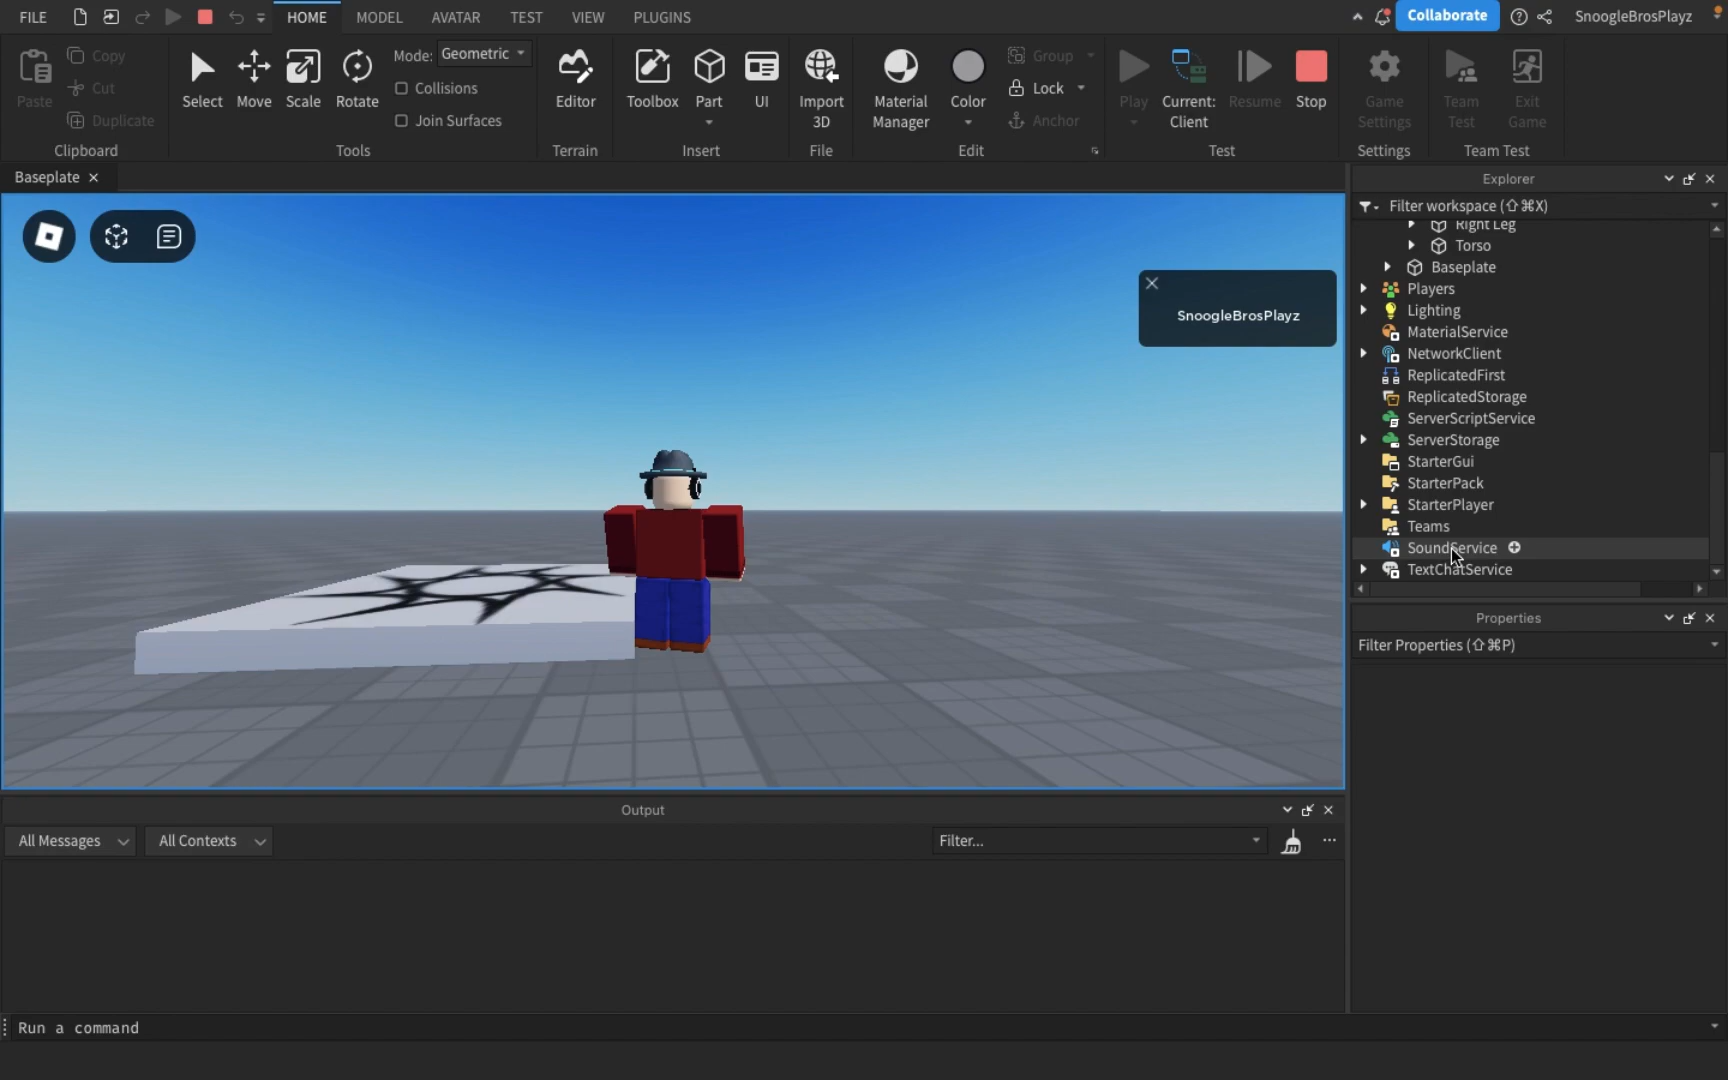 FILE HOME MODEL AVATAR TEST VIEW PLUGINS Collaborate SnoogleBrosPlayz
Paste Copy Cut Duplicate
Clipboard
Select Move Scale Rotate
Mode: Geometric
Collisions
Join Surfaces
Tools
Editor
Terrain
Toolbox Part UI
Insert
Import
3D
File
Material
Manager
Color
Group
Lock
Anchor
Edit
Play
Current:
Client
Resume Stop
Test
Game
Settings
Settings
Team
Test
Exit
Game
Team Test
Baseplate
SnoogleBrosPlayz
Explorer
Filter workspace (⇧⌘X)
Right Leg
Torso
Baseplate
Players
Lighting
MaterialService
NetworkClient
ReplicatedFirst
ReplicatedStorage
ServerScriptService
ServerStorage
StarterGui
StarterPack
StarterPlayer
Teams
SoundService
TextChatService
Properties
Filter Properties (⇧⌘P)
Output
All Messages All Contexts Filter...
Run a command